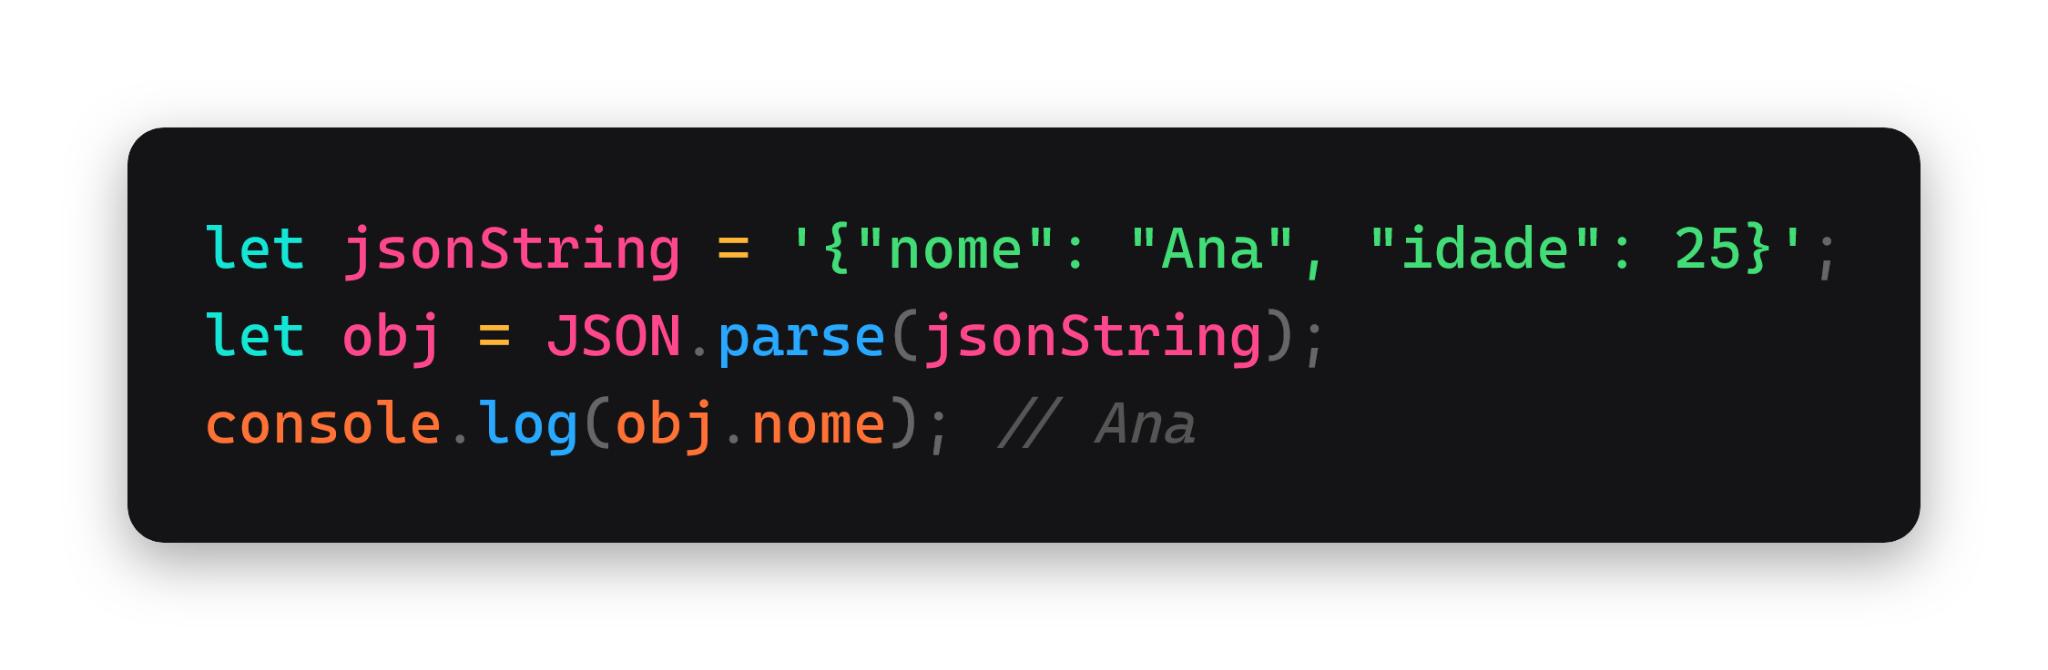 let jsonString = '{"nome": "Ana", "idade": 25}';
let obj = JSON.parse(jsonString);
console.log(obj.nome); // Ana